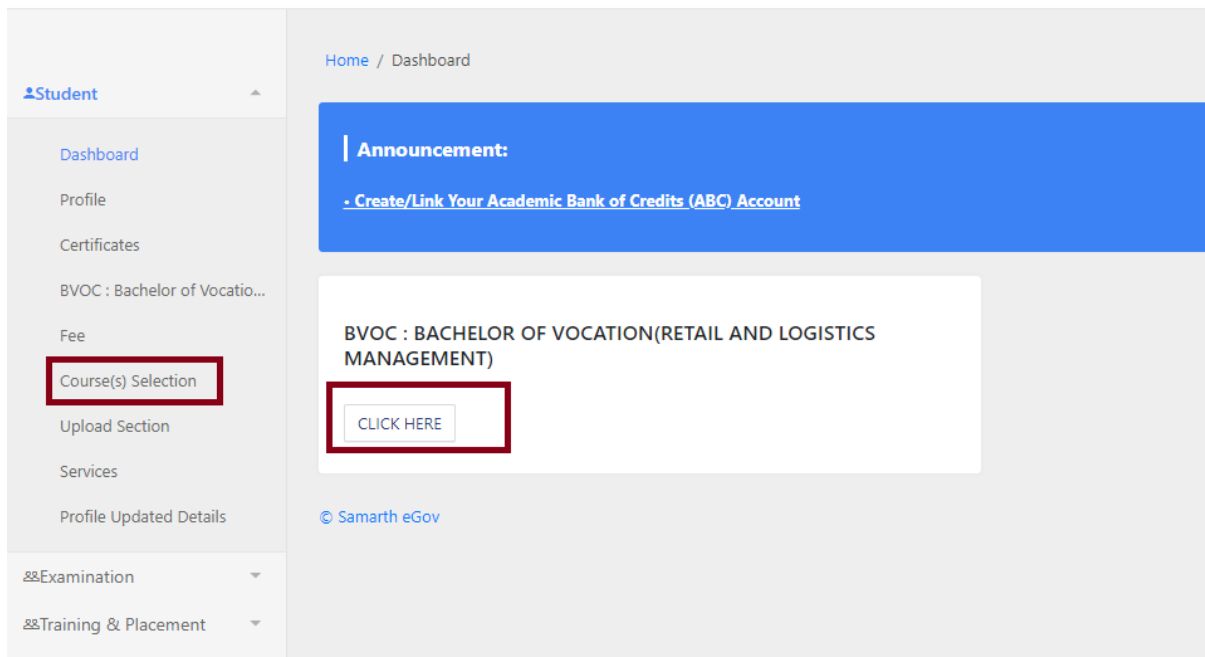 Student
Dashboard
Profile
Certificates
BVOC : Bachelor of Vocatio...
Fee
Course(s) Selection
Upload Section
Services
Profile Updated Details
Examination
Training & Placement
Home / Dashboard
Announcement:
• Create/Link Your Academic Bank of Credits (ABC) Account
BVOC : BACHELOR OF VOCATION(RETAIL AND LOGISTICS
MANAGEMENT)
CLICK HERE
© Samarth eGov